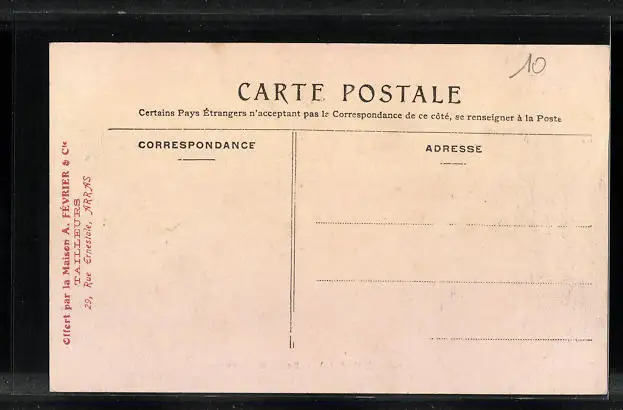 10
CARTE POSTALE
Certains Pays Étrangers n'acceptant pas la Correspondance de ce côté, se renseigner à la Poste
CORRESPONDANCE
ADRESSE
Offert par la Maison A. FÉVRIER & Cie
TAILLEURS
29, Rue Ernestale, ARRAS